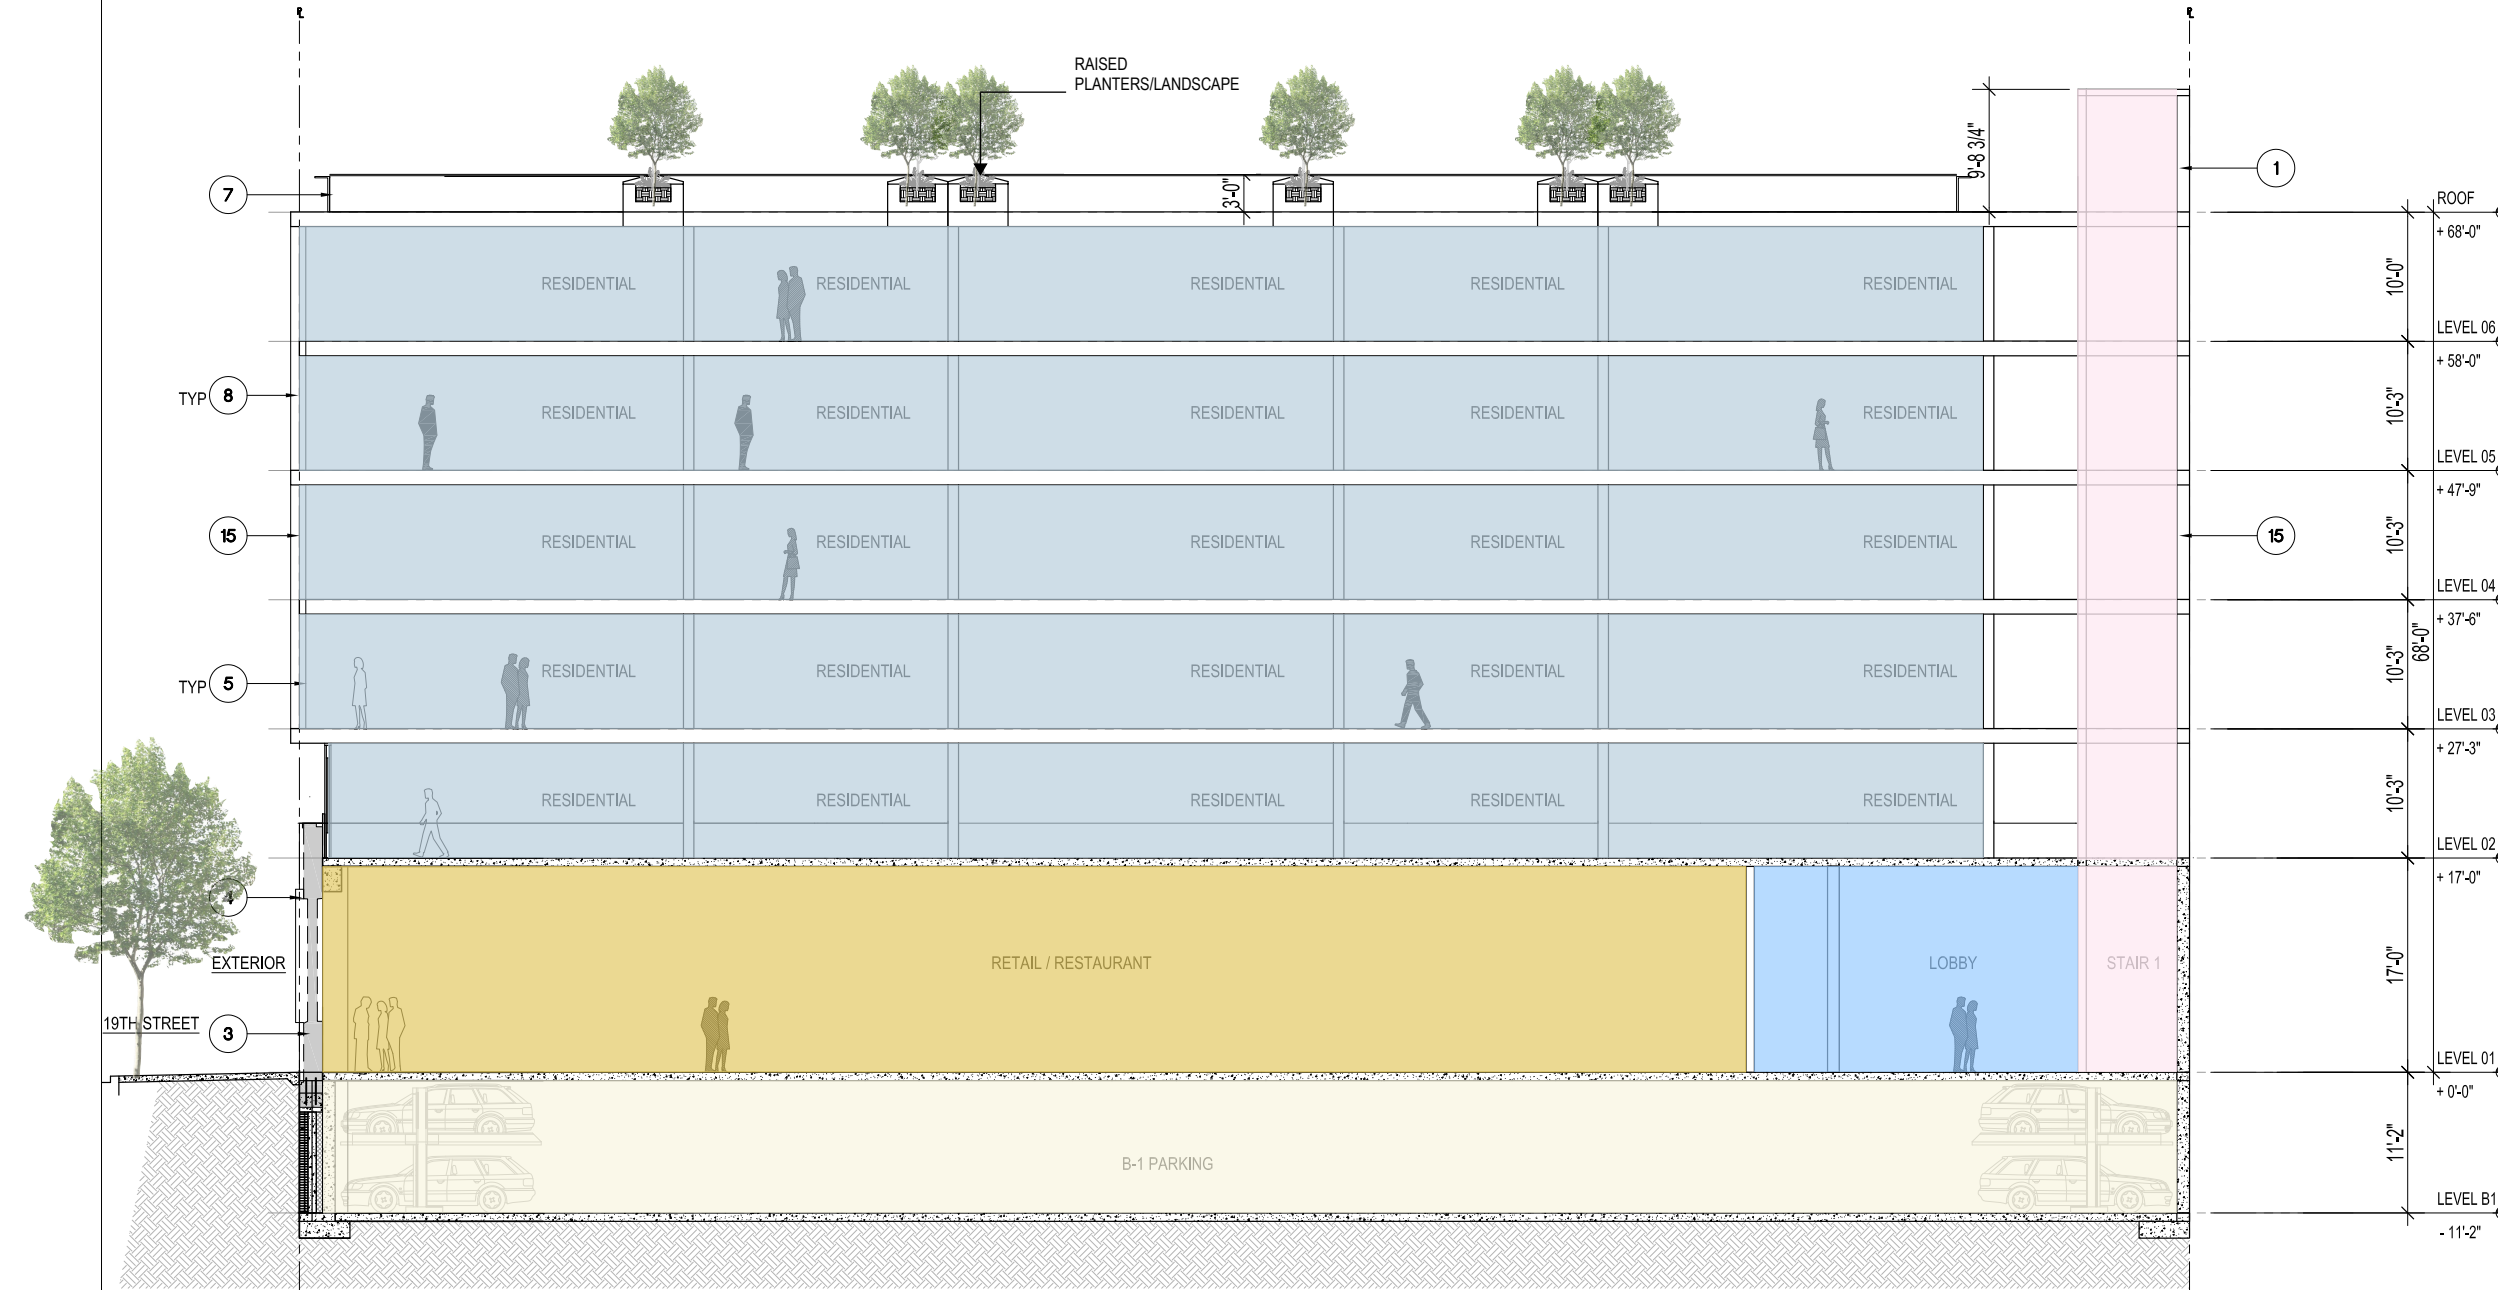 PL
PL
RAISED
PLANTERS/LANDSCAPE
9'-8 3/4"
1
7
3'-0"
ROOF
+ 68'-0"
RESIDENTIAL RESIDENTIAL RESIDENTIAL RESIDENTIAL RESIDENTIAL
10'-0"
LEVEL 06
+ 58'-0"
TYP 8
RESIDENTIAL RESIDENTIAL RESIDENTIAL RESIDENTIAL RESIDENTIAL
10'-3"
LEVEL 05
+ 47'-9"
15
RESIDENTIAL RESIDENTIAL RESIDENTIAL RESIDENTIAL RESIDENTIAL
15
10'-3"
LEVEL 04
+ 37'-6"
68'-0"
TYP 5
RESIDENTIAL RESIDENTIAL RESIDENTIAL RESIDENTIAL RESIDENTIAL
10'-3"
LEVEL 03
+ 27'-3"
RESIDENTIAL RESIDENTIAL RESIDENTIAL RESIDENTIAL RESIDENTIAL
10'-3"
LEVEL 02
+ 17'-0"
4
EXTERIOR
RETAIL / RESTAURANT
LOBBY
STAIR 1
17'-0"
19TH STREET
3
LEVEL 01
+ 0'-0"
11'-2"
B-1 PARKING
LEVEL B1
- 11'-2"